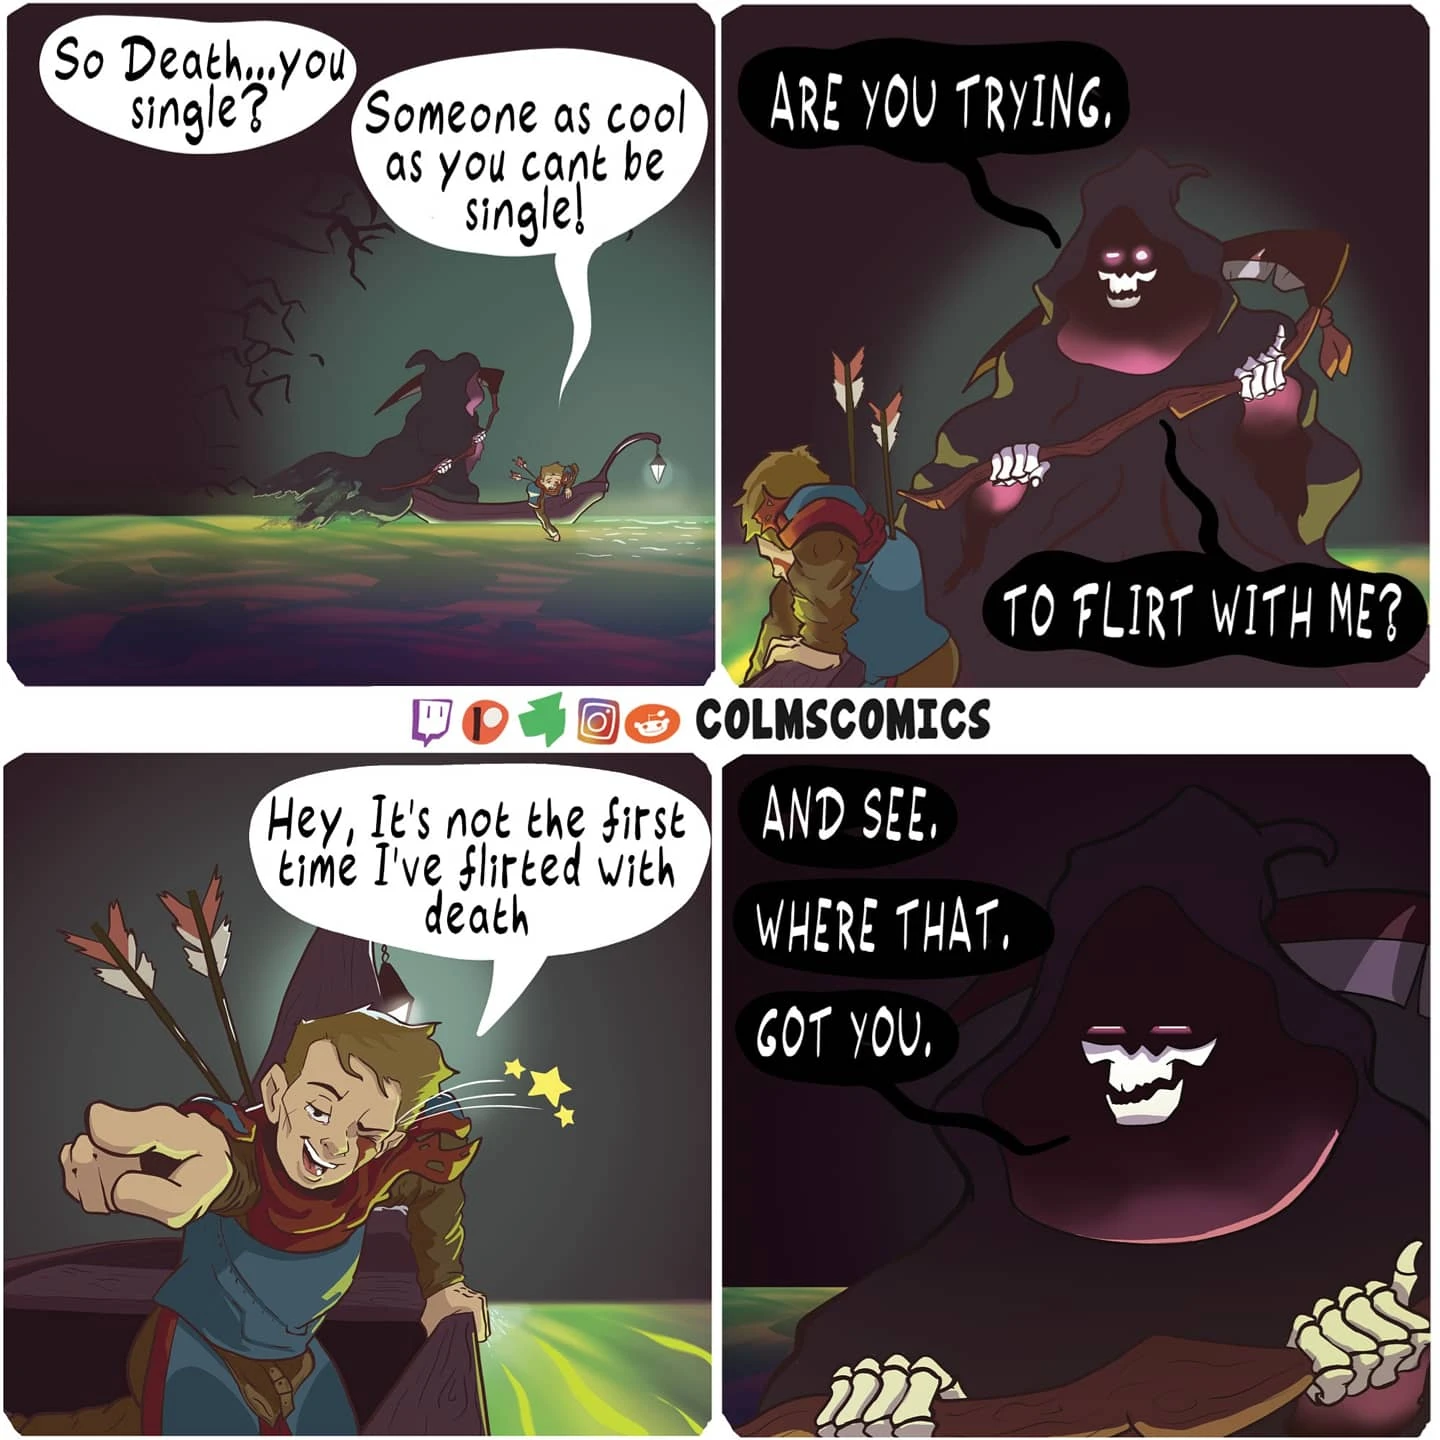 So Death...you
single?
Someone as cool
as you cant be
single!
ARE YOU TRYING.
TO FLIRT WITH ME?
COLMSCOMICS
Hey, It's not the first
time I've flirted with
death
AND SEE.
WHERE THAT.
GOT YOU.